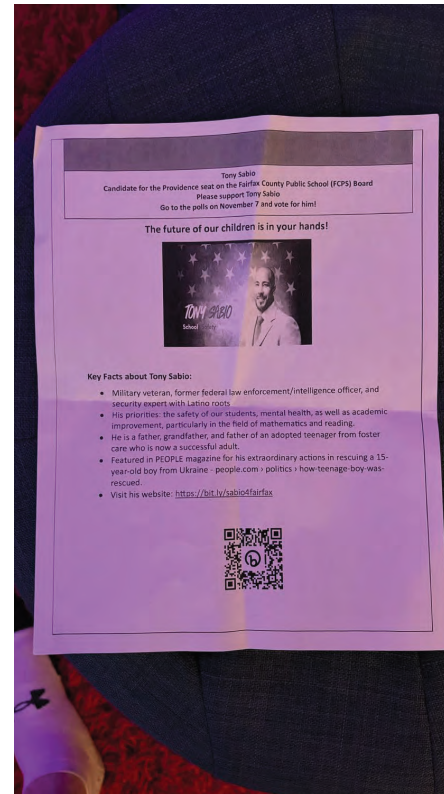 Tony Sabio
Candidate for the Providence seat on the Fairfax County Public School (FCPS) Board
Please support Tony Sabio
Go to the polls on November 7 and vote for him!
The future of our children is in your hands!
TONY SABIO
School
Key Facts about Tony Sabio:
• Military veteran, former federal law enforcement/intelligence officer, and
security expert with Latino roots
• His priorities: the safety of our students, mental health, as well as academic
improvement, particularly in the field of mathematics and reading.
• He is a father, grandfather, and father of an adopted teenager from foster
care who is now a successful adult.
• Featured in PEOPLE magazine for his extraordinary actions in rescuing a 15-
year-old boy from Ukraine - people.com › politics › how-teenage-boy-was-
rescued.
• Visit his website: https://bit.ly/sabio4fairfax